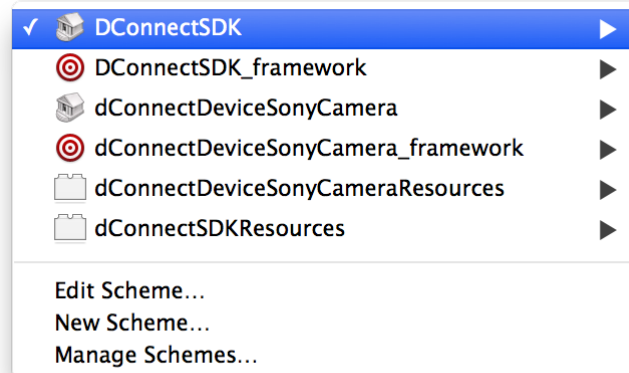 DConnectSDK
DConnectSDK_framework
dConnectDeviceSonyCamera
dConnectDeviceSonyCamera_framework
dConnectDeviceSonyCameraResources
dConnectSDKResources
Edit Scheme...
New Scheme...
Manage Schemes...